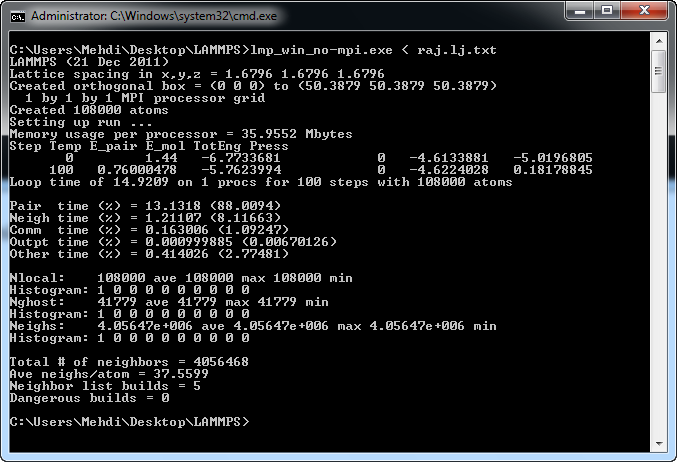 Administrator: C:\Windows\system32\cmd.exe
C:\Users\Mehdi\Desktop\LAMMPS>lmp_win_no-mpi.exe < raj.lj.txt
LAMMPS (21 Dec 2011)
Lattice spacing in x,y,z = 1.6796 1.6796 1.6796
Created orthogonal box = (0 0 0) to (50.3879 50.3879 50.3879)
  1 by 1 by 1 MPI processor grid
Created 108000 atoms
Setting up run ...
Memory usage per processor = 35.9552 Mbytes
Step Temp E_pair E_mol TotEng Press
       0         1.44   -6.7733681            0   -4.6133881   -5.0196805
     100   0.76000478   -5.7623994            0   -4.6224028   0.18178845
Loop time of 14.9209 on 1 procs for 100 steps with 108000 atoms
Pair  time (%) = 13.1318 (88.0094)
Neigh time (%) = 1.21107 (8.11663)
Comm  time (%) = 0.163006 (1.09247)
Outpt time (%) = 0.000999885 (0.00670126)
Other time (%) = 0.414026 (2.77481)
Nlocal:    108000 ave 108000 max 108000 min
Histogram: 1 0 0 0 0 0 0 0 0 0
Nghost:    41779 ave 41779 max 41779 min
Histogram: 1 0 0 0 0 0 0 0 0 0
Neighs:    4.05647e+006 ave 4.05647e+006 max 4.05647e+006 min
Histogram: 1 0 0 0 0 0 0 0 0 0
Total # of neighbors = 4056468
Ave neighs/atom = 37.5599
Neighbor list builds = 5
Dangerous builds = 0
C:\Users\Mehdi\Desktop\LAMMPS>